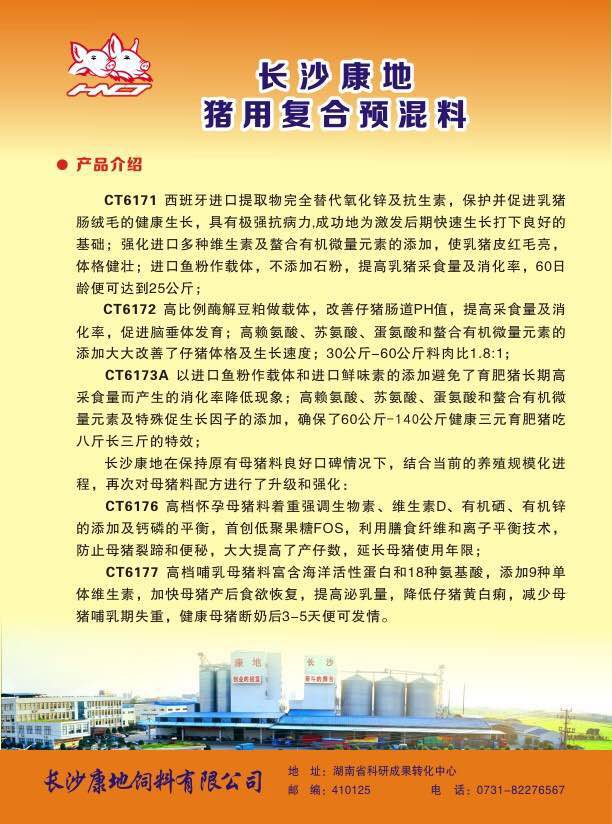 HNCT
长沙康地
猪用复合预混料
● 产品介绍
CT6171 西班牙进口提取物完全替代氧化锌及抗生素，保护并促进乳猪
肠绒毛的健康生长，具有极强抗病力,成功地为激发后期快速生长打下良好的
基础；强化进口多种维生素及螯合有机微量元素的添加，使乳猪皮红毛亮，
体格健壮；进口鱼粉作载体，不添加石粉，提高乳猪采食量及消化率，60日
龄便可达到25公斤；
CT6172 高比例酶解豆粕做载体，改善仔猪肠道PH值，提高采食量及消
化率，促进脑垂体发育；高赖氨酸、苏氨酸、蛋氨酸和螯合有机微量元素的
添加大大改善了仔猪体格及生长速度；30公斤-60公斤料肉比1.8:1；
CT6173A 以进口鱼粉作载体和进口鲜味素的添加避免了育肥猪长期高
采食量而产生的消化率降低现象；高赖氨酸、苏氨酸、蛋氨酸和螯合有机微
量元素及特殊促生长因子的添加，确保了60公斤-140公斤健康三元育肥猪吃
八斤长三斤的特效；
长沙康地在保持原有母猪料良好口碑情况下，结合当前的养殖规模化进
程，再次对母猪料配方进行了升级和强化：
CT6176 高档怀孕母猪料着重强调生物素、维生素D、有机硒、有机锌
的添加及钙磷的平衡，首创低聚果糖FOS，利用膳食纤维和离子平衡技术，
防止母猪裂蹄和便秘，大大提高了产仔数，延长母猪使用年限；
CT6177 高档哺乳母猪料富含海洋活性蛋白和18种氨基酸，添加9种单
体维生素，加快母猪产后食欲恢复，提高泌乳量，降低仔猪黄白痢，减少母
猪哺乳期失重，健康母猪断奶后3-5天便可发情。
康地 长沙
创业的摇篮 奋斗的舞台
长沙康地饲料有限公司
地 址：湖南省科研成果转化中心
邮 编：410125 电 话：0731-82276567